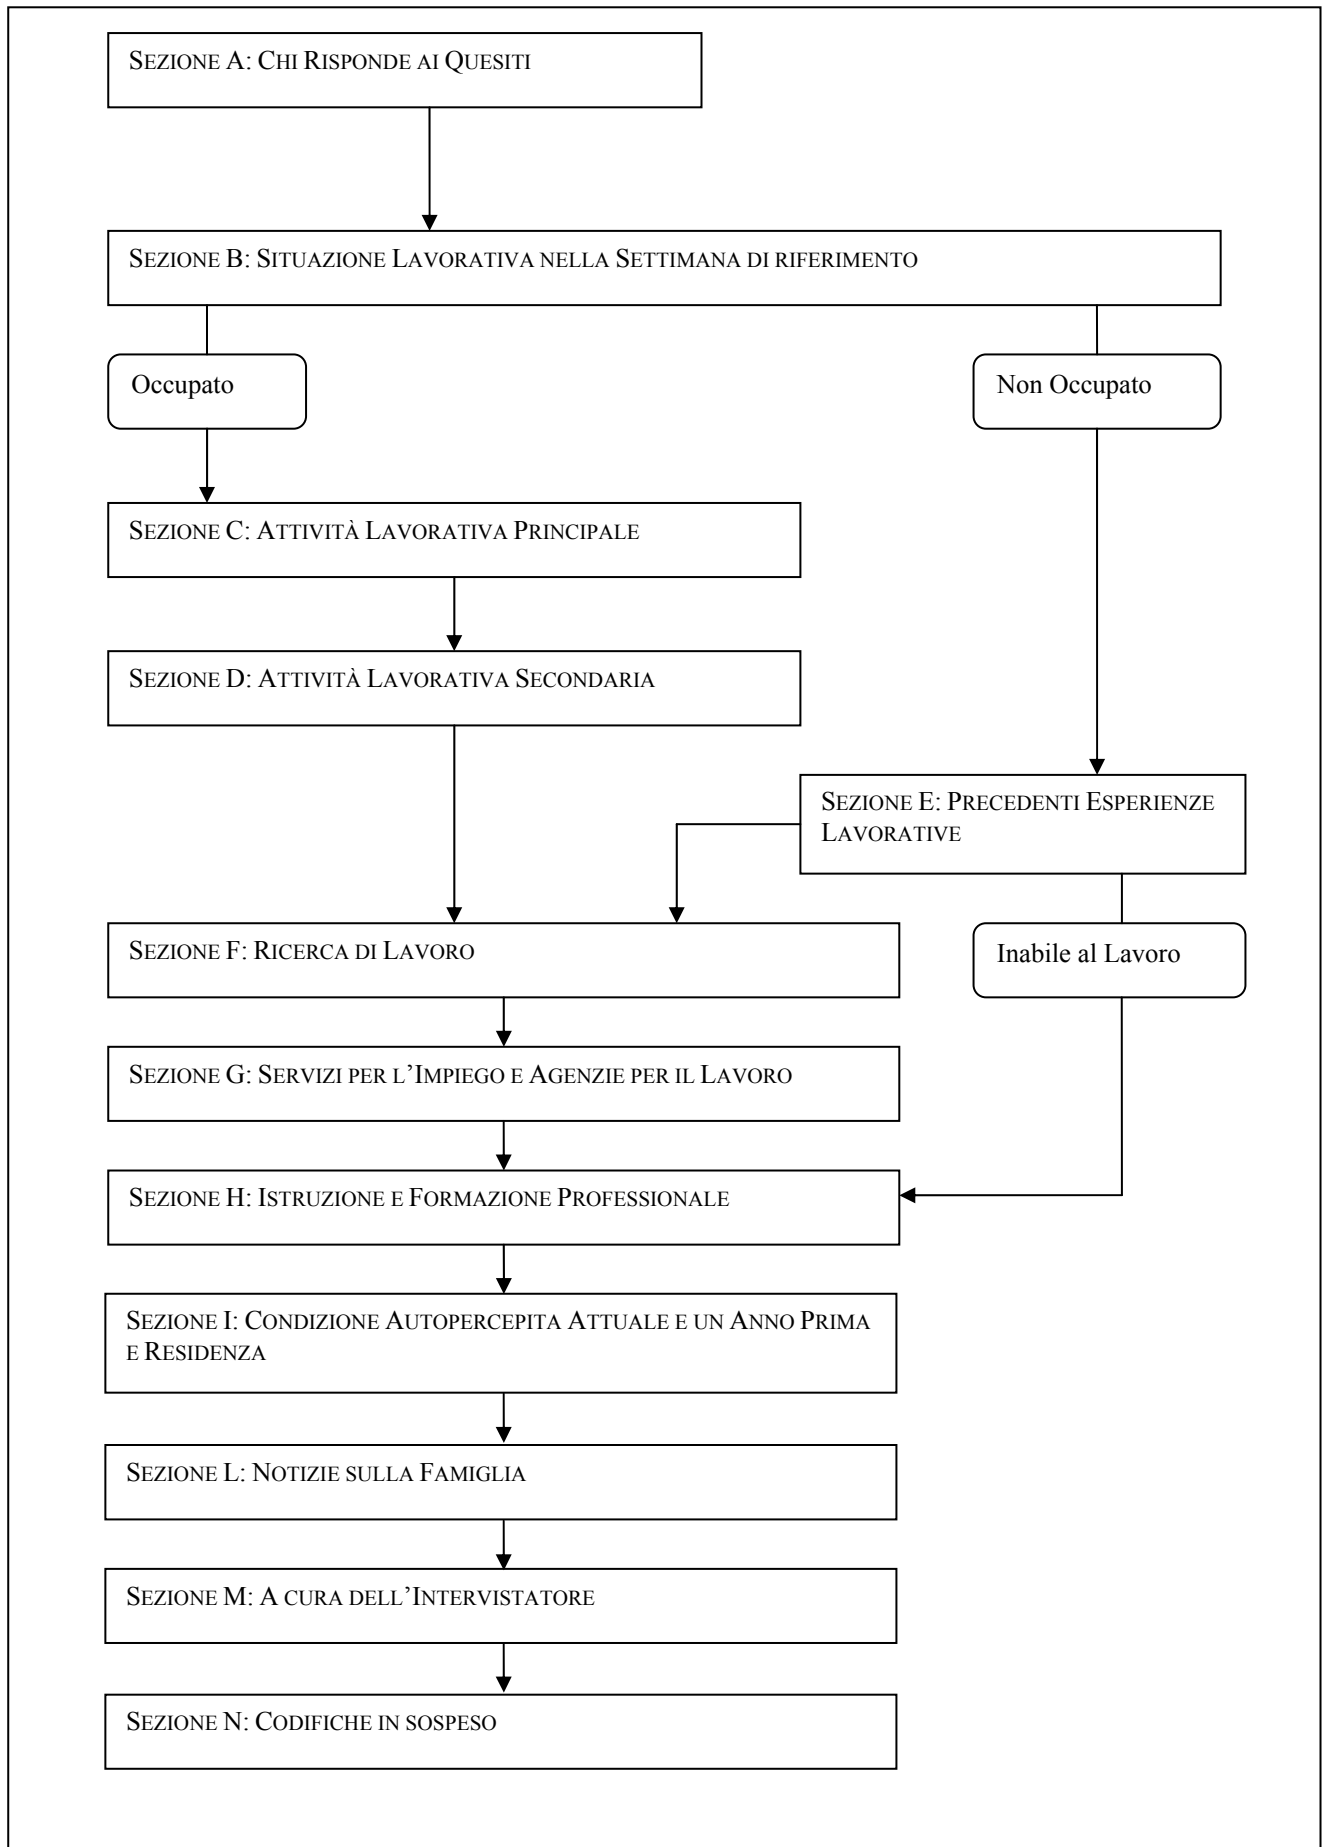 SEZIONE A: CHI RISPONDE AI QUESITI
SEZIONE B: SITUAZIONE LAVORATIVA NELLA SETTIMANA DI RIFERIMENTO
Occupato
Non Occupato
SEZIONE C: ATTIVITÀ LAVORATIVA PRINCIPALE
SEZIONE D: ATTIVITÀ LAVORATIVA SECONDARIA
SEZIONE E: PRECEDENTI ESPERIENZE
LAVORATIVE
SEZIONE F: RICERCA DI LAVORO
Inabile al Lavoro
SEZIONE G: SERVIZI PER L’IMPIEGO E AGENZIE PER IL LAVORO
SEZIONE H: ISTRUZIONE E FORMAZIONE PROFESSIONALE
SEZIONE I: CONDIZIONE AUTOPERCEPITA ATTUALE E UN ANNO PRIMA
E RESIDENZA
SEZIONE L: NOTIZIE SULLA FAMIGLIA
SEZIONE M: A CURA DELL’INTERVISTATORE
SEZIONE N: CODIFICHE IN SOSPESO